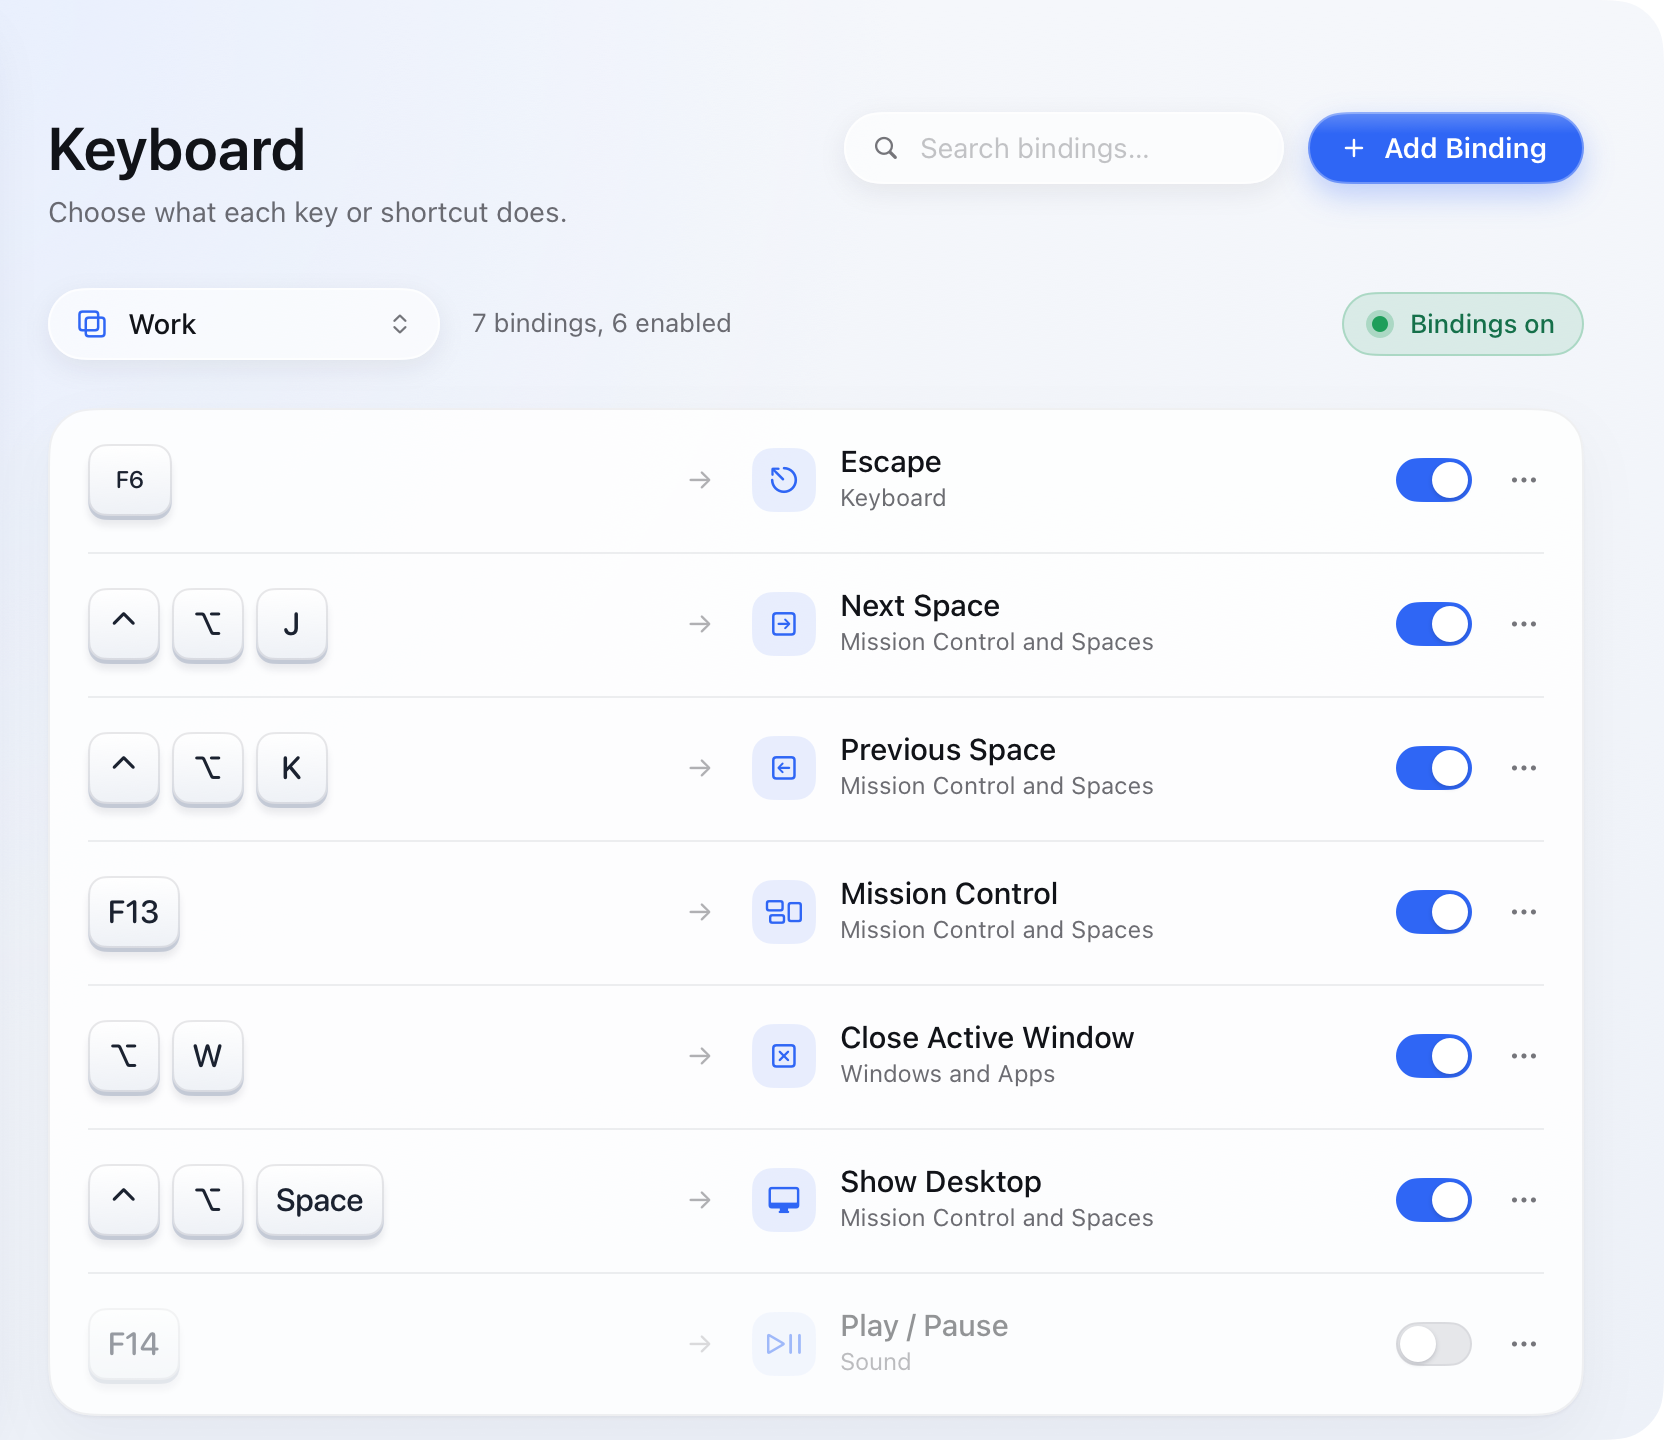 Keyboard
Search bindings...
+ Add Binding
Choose what each key or shortcut does.
Work
7 bindings, 6 enabled
Bindings on
F6 → Escape
Keyboard
^ ⌥ J → Next Space
Mission Control and Spaces
^ ⌥ K → Previous Space
Mission Control and Spaces
F13 → Mission Control
Mission Control and Spaces
⌥ W → Close Active Window
Windows and Apps
^ ⌥ Space → Show Desktop
Mission Control and Spaces
F14 → Play / Pause
Sound